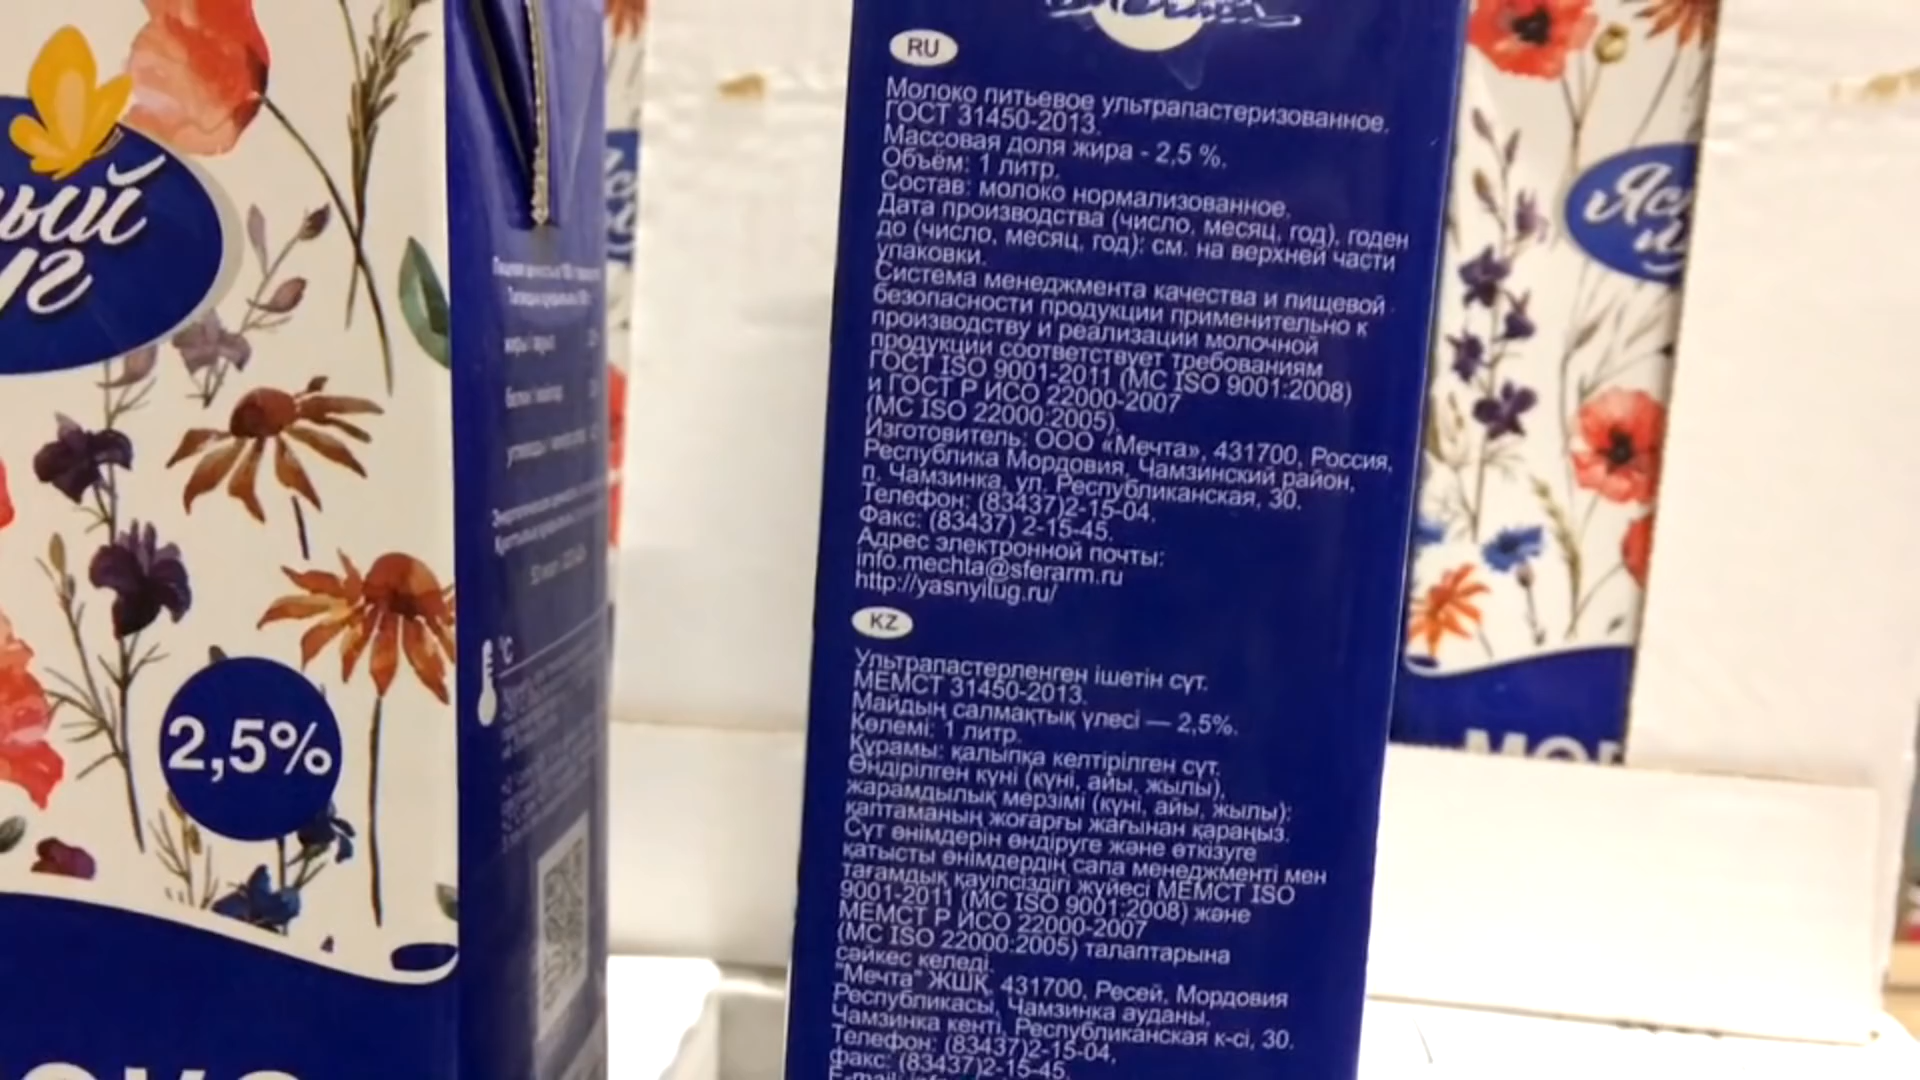 ый
уг
2,5%
°C
RU
Молоко питьевое ультрапастеризованное.
ГОСТ 31450-2013.
Массовая доля жира - 2,5 %.
Объём: 1 литр.
Состав: молоко нормализованное.
Дата производства (число, месяц, год), годен
до (число, месяц, год): см. на верхней части
упаковки.
Система менеджмента качества и пищевой
безопасности продукции применительно к
производству и реализации молочной
продукции соответствует требованиям
ГОСТ ISO 9001-2011 (МС ISO 9001:2008)
и ГОСТ Р ИСО 22000-2007
(МС ISO 22000:2005).
Изготовитель: ООО «Мечта», 431700, Россия,
Республика Мордовия, Чамзинский район,
п. Чамзинка, ул. Республиканская, 30.
Телефон: (83437)2-15-04.
Факс: (83437) 2-15-45.
Адрес электронной почты:
info.mechta@sferarm.ru
http://yasnyilug.ru/
KZ
Ультрапастерленген ішетін сүт.
МЕМСТ 31450-2013.
Майдың салмақтық үлесі — 2,5%.
Көлемі: 1 литр.
Құрамы: қалыпқа келтірілген сүт.
Өндірілген күні (күні, айы, жылы),
жарамдылық мерзімі (күні, айы, жылы):
қаптаманың жоғарғы жағынан қараңыз.
Сүт өнімдерін өндіруге және өткізуге
қатысты өнімдердің сапа менеджменті мен
тағамдық қауіпсіздігі жүйесі МЕМСТ ISO
9001-2011 (МС ISO 9001:2008) және
МЕМСТ Р ИСО 22000-2007
(МС ISO 22000:2005) талаптарына
сәйкес келеді.
"Мечта" ЖШҚ, 431700, Ресей, Мордовия
Республикасы, Чамзинка ауданы,
Чамзинка кенті, Республиканская к-сі, 30.
Телефон: (83437)2-15-04,
факс: (83437)2-15-45.
Яс